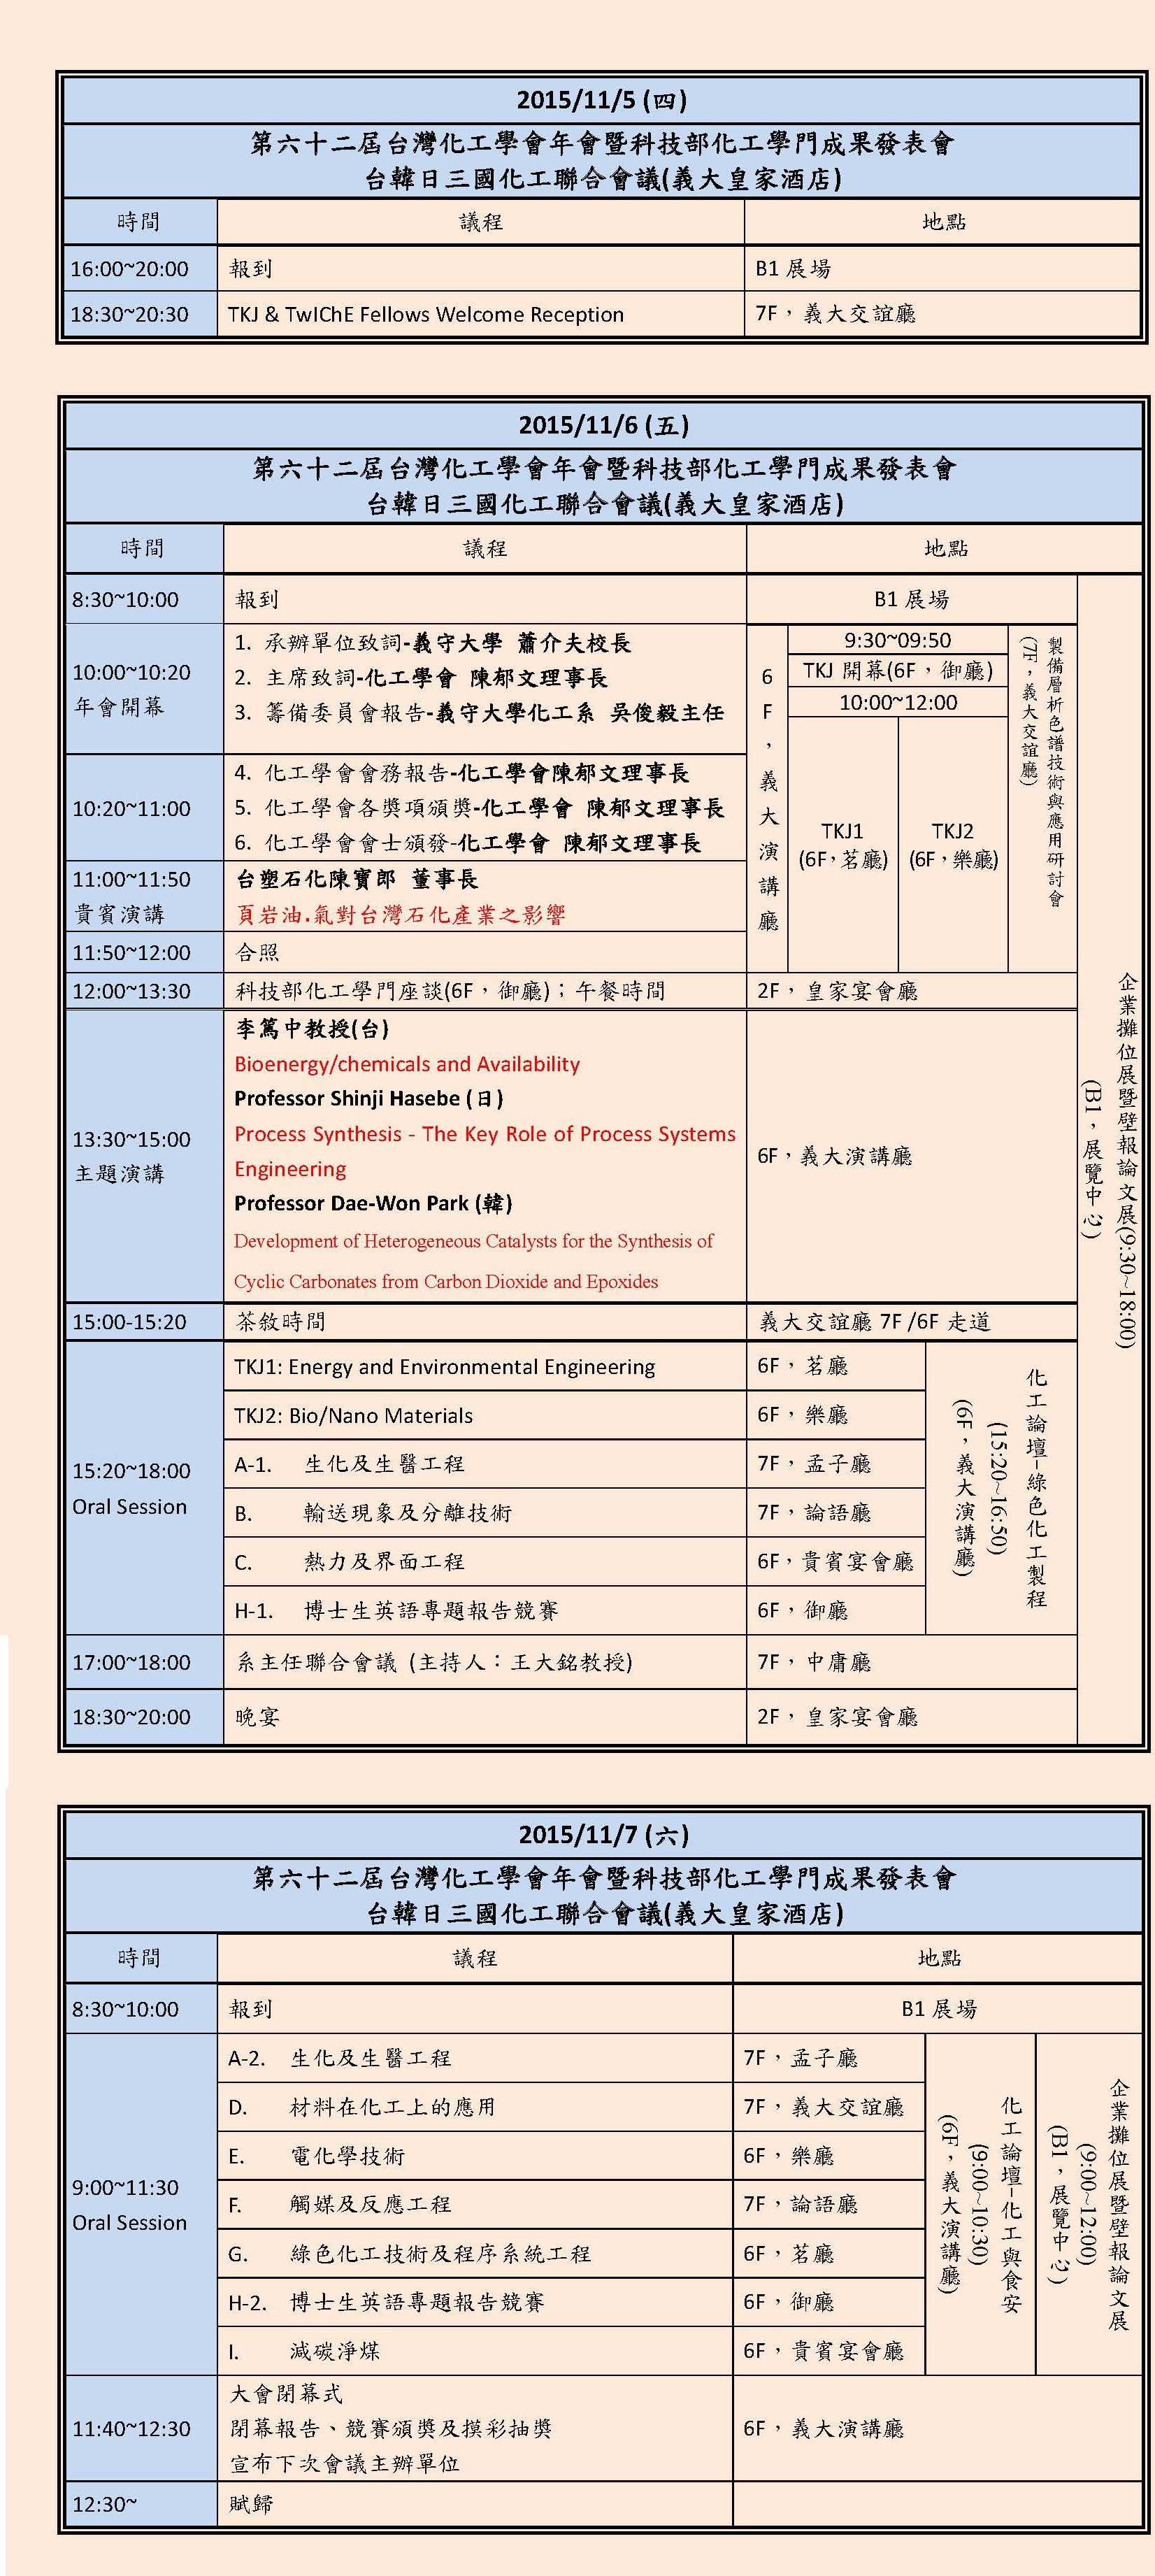 2015/11/5 (四)
第六十二屆台灣化工學會年會暨科技部化工學門成果發表會
台韓日三國化工聯合會議(義大皇家酒店)
時間 議程 地點
16:00~20:00 報到 B1 展場
18:30~20:30 TKJ & TwIChE Fellows Welcome Reception 7F，義大交誼廳
2015/11/6 (五)
第六十二屆台灣化工學會年會暨科技部化工學門成果發表會
台韓日三國化工聯合會議(義大皇家酒店)
時間 議程 地點
8:30~10:00 報到 B1 展場
10:00~10:20
年會開幕
1. 承辦單位致詞-義守大學 蕭介夫校長
2. 主席致詞-化工學會 陳郁文理事長
3. 籌備委員會報告-義守大學化工系 吳俊毅主任
10:20~11:00
4. 化工學會會務報告-化工學會陳郁文理事長
5. 化工學會各獎項頒獎-化工學會 陳郁文理事長
6. 化工學會會士頒發-化工學會 陳郁文理事長
11:00~11:50
貴賓演講
台塑石化陳寶郎 董事長
頁岩油.氣對台灣石化產業之影響
11:50~12:00 合照
6F，義大演講廳
9:30~09:50
TKJ 開幕(6F，御廳)
10:00~12:00
TKJ1
(6F，茗廳)
TKJ2
(6F，樂廳)
製備層析色譜技術與應用研討會
(7F，義大交誼廳)
12:00~13:30 科技部化工學門座談(6F，御廳)；午餐時間 2F，皇家宴會廳
13:30~15:00
主題演講
李篤中教授(台)
Bioenergy/chemicals and Availability
Professor Shinji Hasebe (日)
Process Synthesis - The Key Role of Process Systems
Engineering
Professor Dae-Won Park (韓)
Development of Heterogeneous Catalysts for the Synthesis of
Cyclic Carbonates from Carbon Dioxide and Epoxides
6F，義大演講廳
15:00-15:20 茶敘時間 義大交誼廳 7F /6F 走道
15:20~18:00
Oral Session
TKJ1: Energy and Environmental Engineering 6F，茗廳
TKJ2: Bio/Nano Materials 6F，樂廳
A-1. 生化及生醫工程 7F，孟子廳
B. 輸送現象及分離技術 7F，論語廳
C. 熱力及界面工程 6F，貴賓宴會廳
H-1. 博士生英語專題報告競賽 6F，御廳
化工論壇-綠色化工製程
(15:20~16:50)
(6F，義大演講廳)
17:00~18:00 系主任聯合會議 (主持人：王大銘教授) 7F，中庸廳
18:30~20:00 晚宴 2F，皇家宴會廳
企業攤位展暨壁報論文展(9:30~18:00)
(B1，展覽中心)
2015/11/7 (六)
第六十二屆台灣化工學會年會暨科技部化工學門成果發表會
台韓日三國化工聯合會議(義大皇家酒店)
時間 議程 地點
8:30~10:00 報到 B1 展場
9:00~11:30
Oral Session
A-2. 生化及生醫工程 7F，孟子廳
D. 材料在化工上的應用 7F，義大交誼廳
E. 電化學技術 6F，樂廳
F. 觸媒及反應工程 7F，論語廳
G. 綠色化工技術及程序系統工程 6F，茗廳
H-2. 博士生英語專題報告競賽 6F，御廳
I. 減碳淨煤 6F，貴賓宴會廳
化工論壇-化工與食安
(9:00~10:30)
(6F，義大演講廳)
企業攤位展暨壁報論文展
(9:00~12:00)
(B1，展覽中心)
11:40~12:30
大會閉幕式
閉幕報告、競賽頒獎及摸彩抽獎
宣布下次會議主辦單位
6F，義大演講廳
12:30~ 賦歸